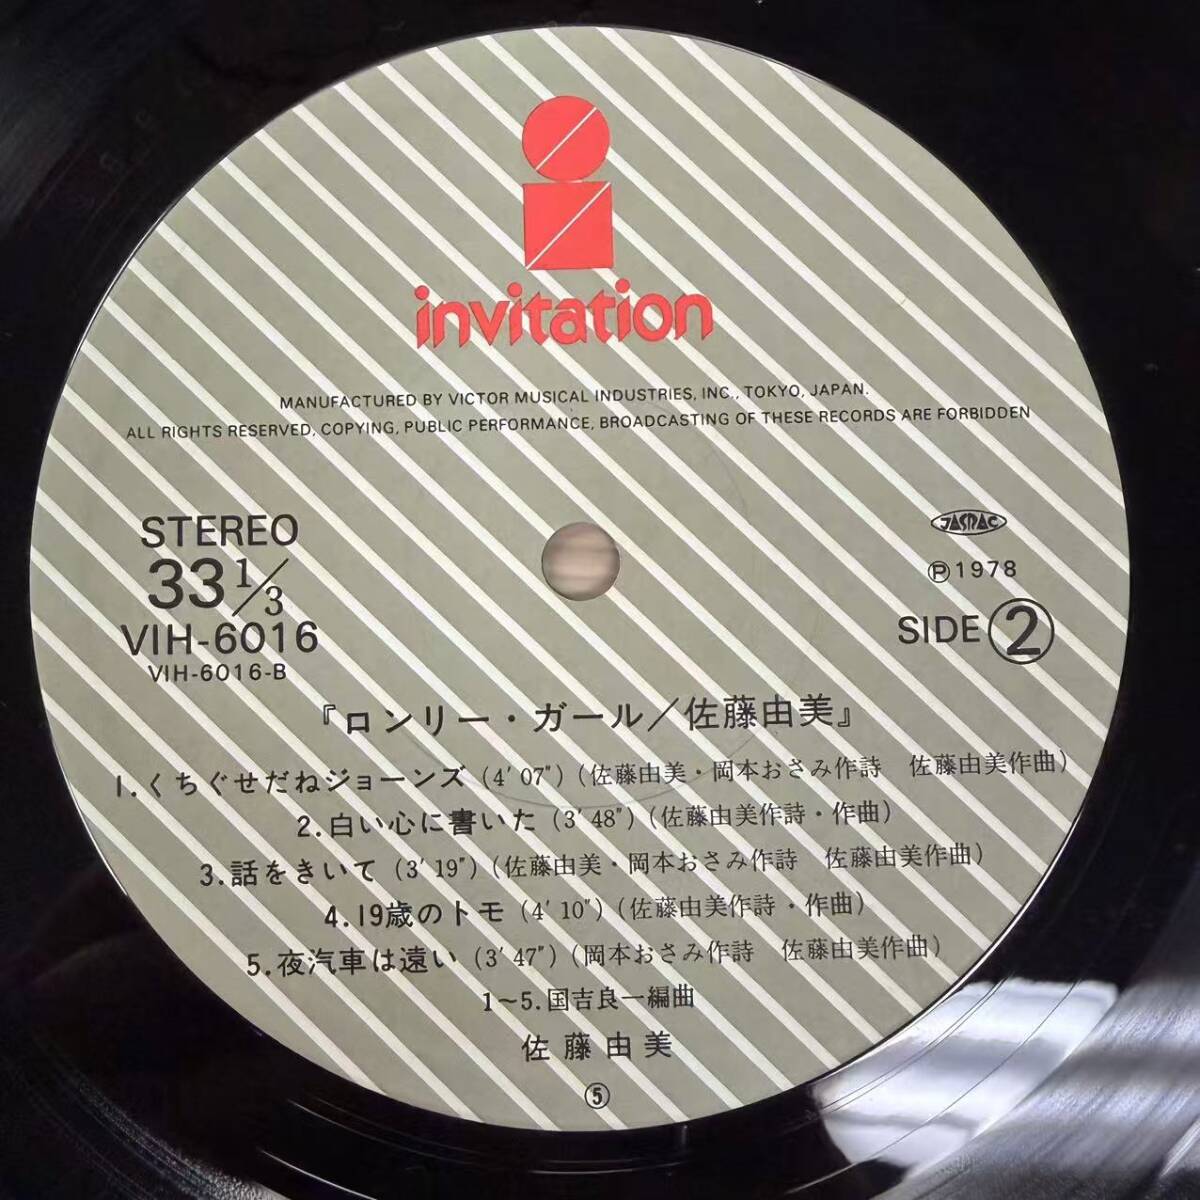 invitation
MANUFACTURED BY VICTOR MUSICAL INDUSTRIES, INC., TOKYO, JAPAN.
ALL RIGHTS RESERVED, COPYING, PUBLIC PERFORMANCE, BROADCASTING OF THESE RECORDS ARE FORBIDDEN
STEREO
33 1/3
VIH-6016
VIH-6016-B
JASRAC
Ⓟ1978
SIDE ②
『ロンリー・ガール／佐藤由美』
1.くちぐせだねジョーンズ (4′07″) (佐藤由美・岡本おさみ作詩 佐藤由美作曲)
2.白い心に書いた (3′48″) (佐藤由美作詩・作曲)
3.話をきいて (3′19″) (佐藤由美・岡本おさみ作詩 佐藤由美作曲)
4.19歳のトモ (4′10″) (佐藤由美作詩・作曲)
5.夜汽車は遠い (3′47″) (岡本おさみ作詩 佐藤由美作曲)
1～5.国吉良一編曲
佐藤由美
⑤